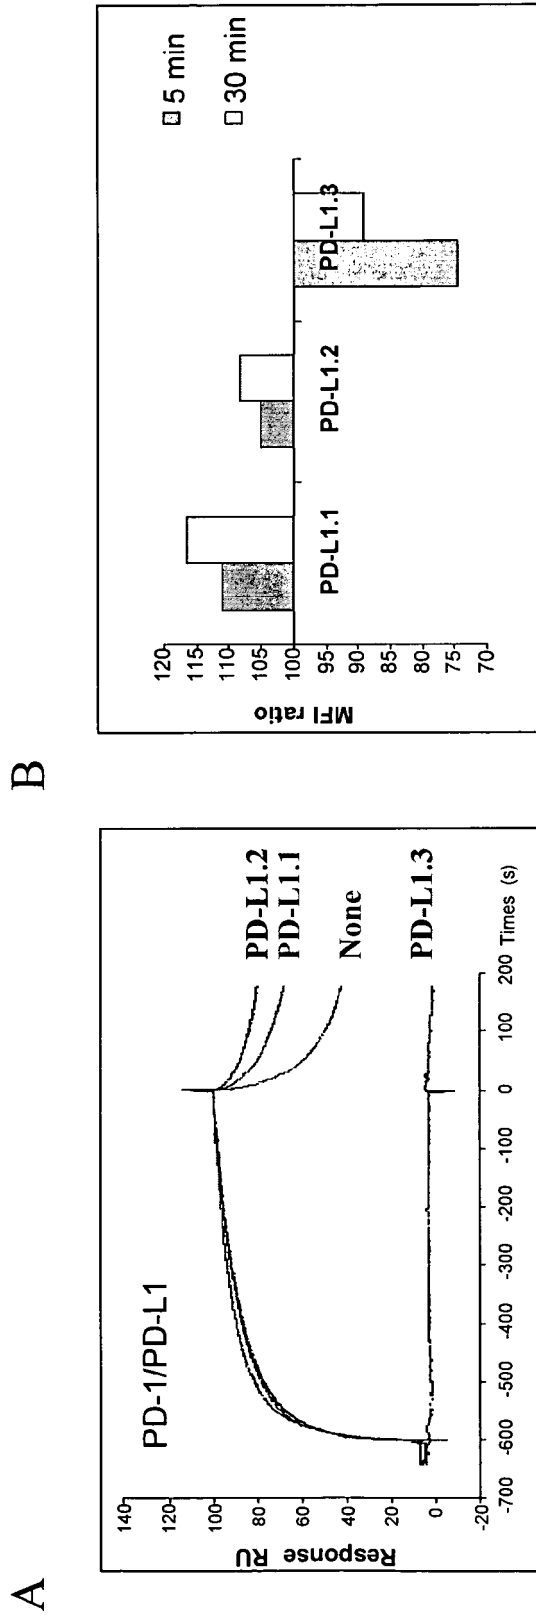 A
PD-1/PD-L1
Response RU
140
120
100
80
60
40
20
0
-20
-700
-600
-500
-400
-300
-200
-100
0
100
200
Times (s)
PD-L1.2
PD-L1.1
None
PD-L1.3
B
MFI ratio
120
115
110
105
100
95
90
85
80
75
70
PD-L1.1
PD-L1.2
PD-L1.3
5 min
30 min